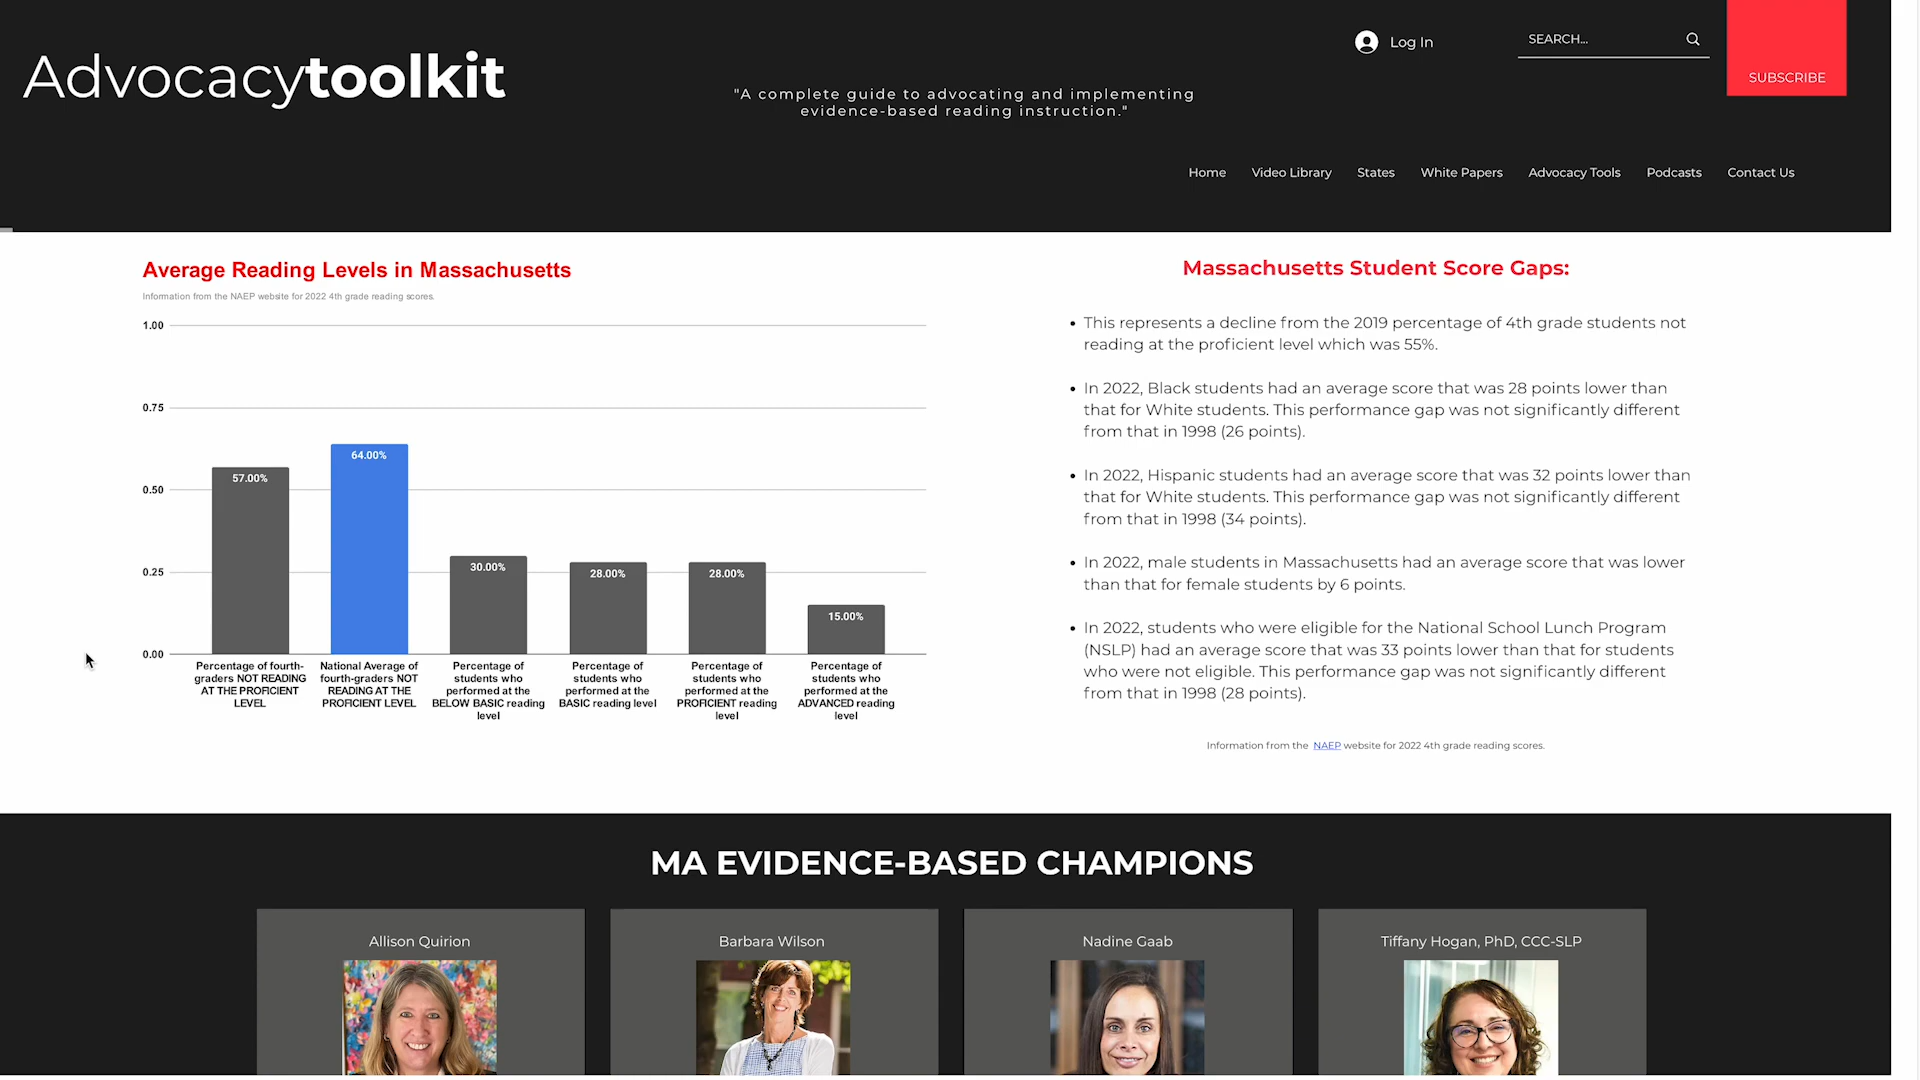 Advocacytoolkit
"A complete guide to advocating and implementing
evidence-based reading instruction."
Log In
SEARCH...
SUBSCRIBE
Home
Video Library
States
White Papers
Advocacy Tools
Podcasts
Contact Us
Average Reading Levels in Massachusetts
Information from the NAEP website for 2022 4th grade reading scores.
1.00
0.75
0.50
0.25
0.00
57.00%
64.00%
30.00%
28.00%
28.00%
15.00%
Percentage of fourth-
graders NOT READING
AT THE PROFICIENT
LEVEL
National Average of
fourth-graders NOT
READING AT THE
PROFICIENT LEVEL
Percentage of
students who
performed at the
BELOW BASIC reading
level
Percentage of
students who
performed at the
BASIC reading level
Percentage of
students who
performed at the
PROFICIENT reading
level
Percentage of
students who
performed at the
ADVANCED reading
level
Massachusetts Student Score Gaps:
• This represents a decline from the 2019 percentage of 4th grade students not
reading at the proficient level which was 55%.
• In 2022, Black students had an average score that was 28 points lower than
that for White students. This performance gap was not significantly different
from that in 1998 (26 points).
• In 2022, Hispanic students had an average score that was 32 points lower than
that for White students. This performance gap was not significantly different
from that in 1998 (34 points).
• In 2022, male students in Massachusetts had an average score that was lower
than that for female students by 6 points.
• In 2022, students who were eligible for the National School Lunch Program
(NSLP) had an average score that was 33 points lower than that for students
who were not eligible. This performance gap was not significantly different
from that in 1998 (28 points).
Information from the NAEP website for 2022 4th grade reading scores.
MA EVIDENCE-BASED CHAMPIONS
Allison Quirion
Barbara Wilson
Nadine Gaab
Tiffany Hogan, PhD, CCC-SLP